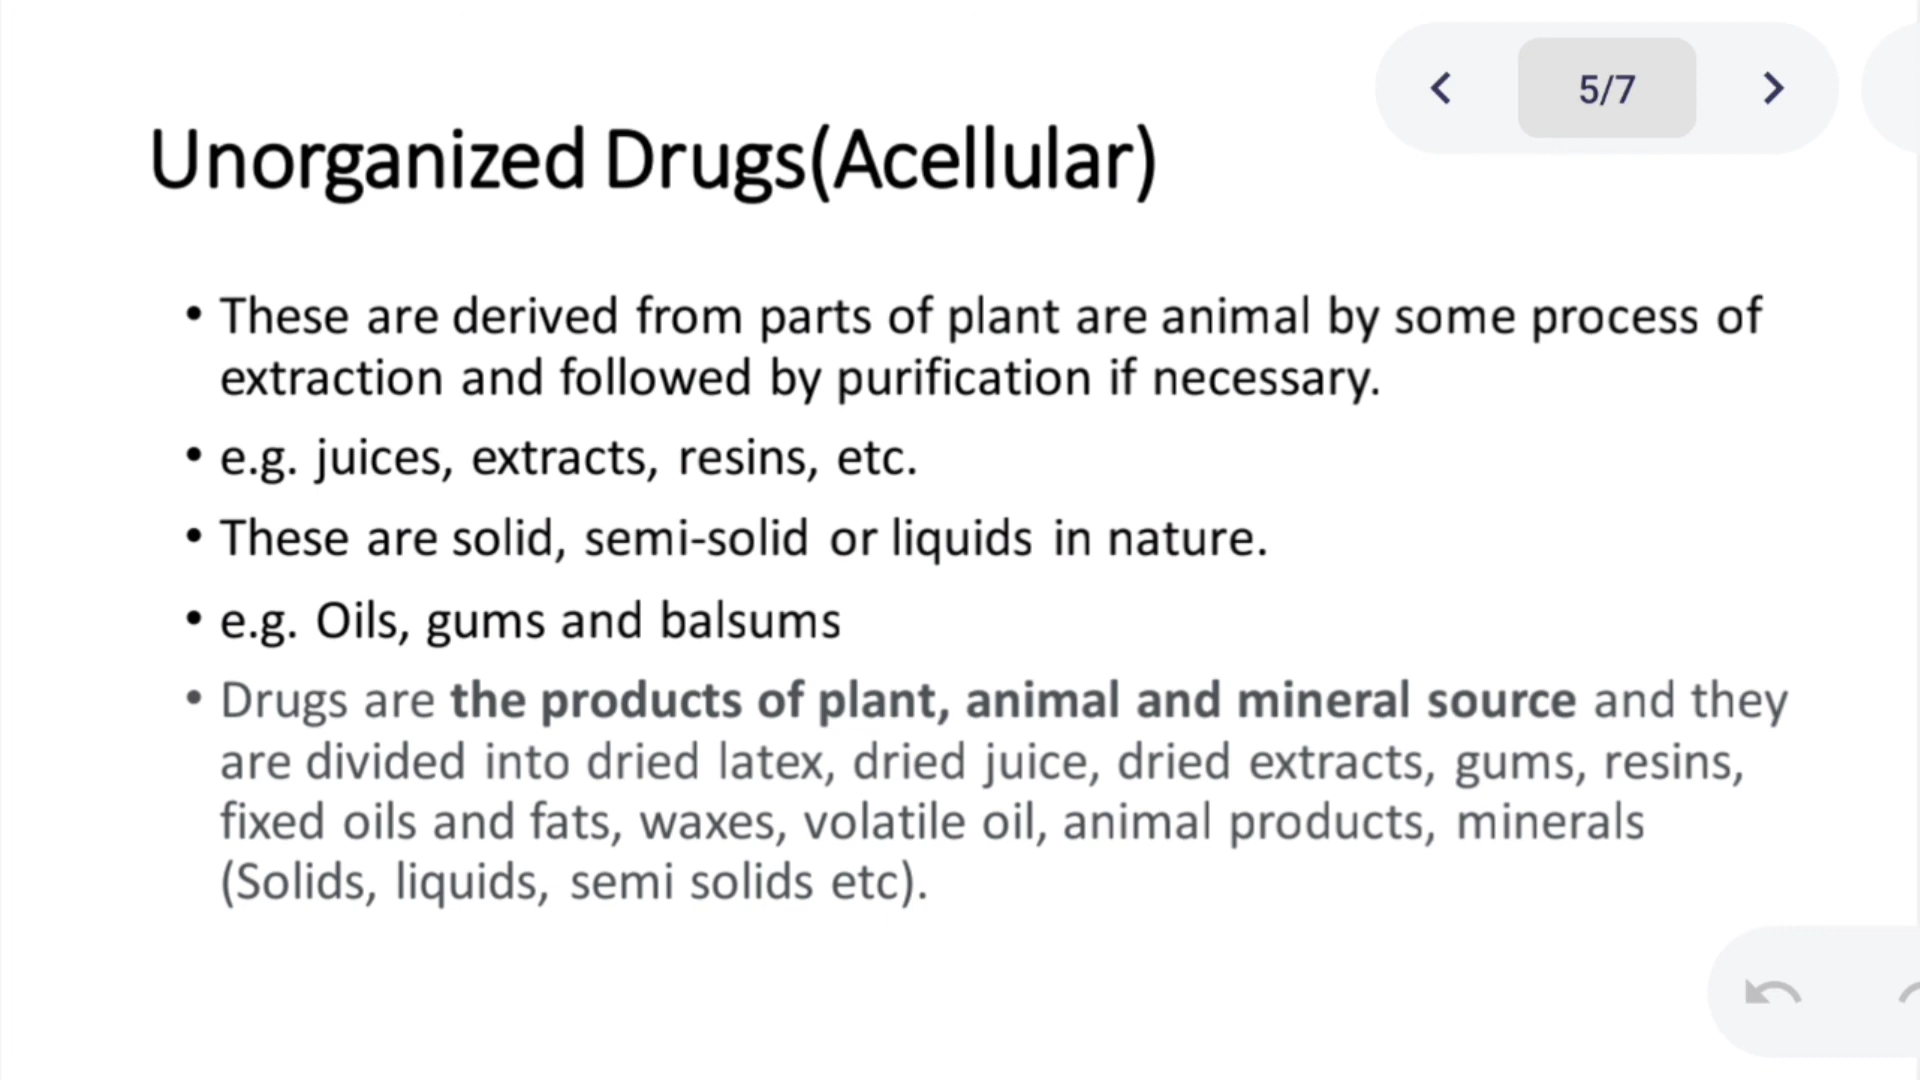 5/7
Unorganized Drugs(Acellular)
• These are derived from parts of plant are animal by some process of
extraction and followed by purification if necessary.
• e.g. juices, extracts, resins, etc.
• These are solid, semi-solid or liquids in nature.
• e.g. Oils, gums and balsums
• Drugs are the products of plant, animal and mineral source and they
are divided into dried latex, dried juice, dried extracts, gums, resins,
fixed oils and fats, waxes, volatile oil, animal products, minerals
(Solids, liquids, semi solids etc).